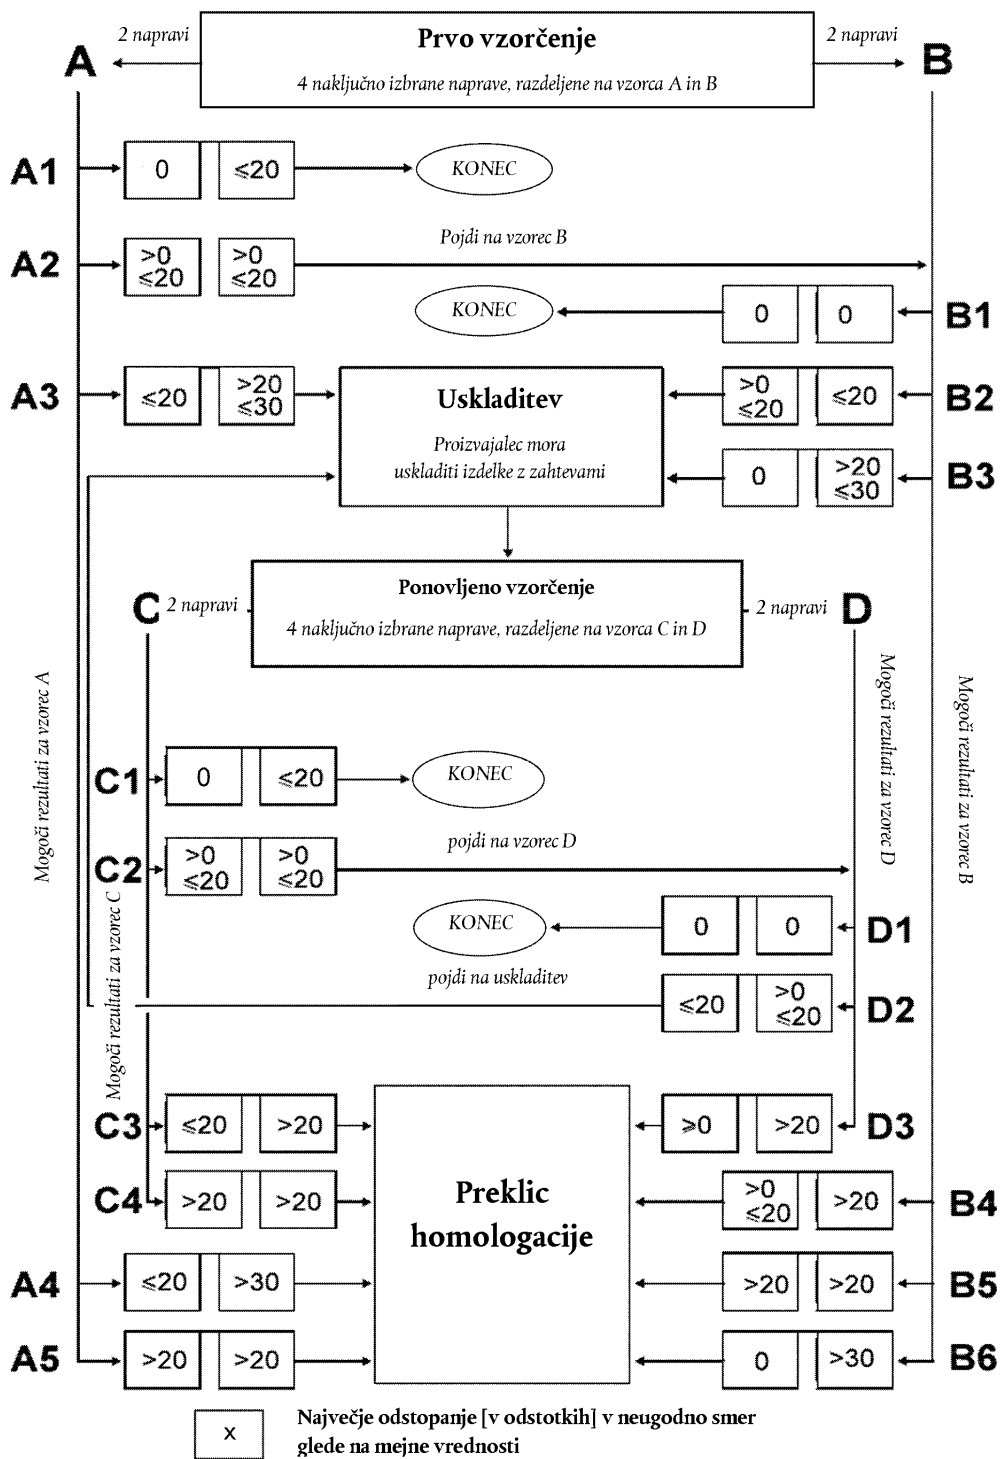 2 napravi
Prvo vzorčenje
2 napravi
A
4 naključno izbrane naprave, razdeljene na vzorca A in B
B
A1
0
⩽20
KONEC
Pojdi na vzorec B
A2
>0
⩽20
>0
⩽20
KONEC
0
0
B1
A3
⩽20
>20
⩽30
Uskladitev
Proizvajalec mora
uskladiti izdelke z zahtevami
>0
⩽20
⩽20
B2
0
>20
⩽30
B3
C
2 napravi
Ponovljeno vzorčenje
4 naključno izbrane naprave, razdeljene na vzorca C in D
2 napravi
D
Mogoči rezultati za vzorec A
Mogoči rezultati za vzorec D
Mogoči rezultati za vzorec B
C1
0
⩽20
KONEC
pojdi na vzorec D
C2
>0
⩽20
>0
⩽20
Mogoči rezultati za vzorec C
KONEC
0
0
D1
pojdi na uskladitev
⩽20
>0
⩽20
D2
C3
⩽20
>20
Preklic
homologacije
⩾0
>20
D3
C4
>20
>20
>0
⩽20
>20
B4
A4
⩽20
>30
>20
>20
B5
A5
>20
>20
0
>30
B6
x
Največje odstopanje [v odstotkih] v neugodno smer
glede na mejne vrednosti